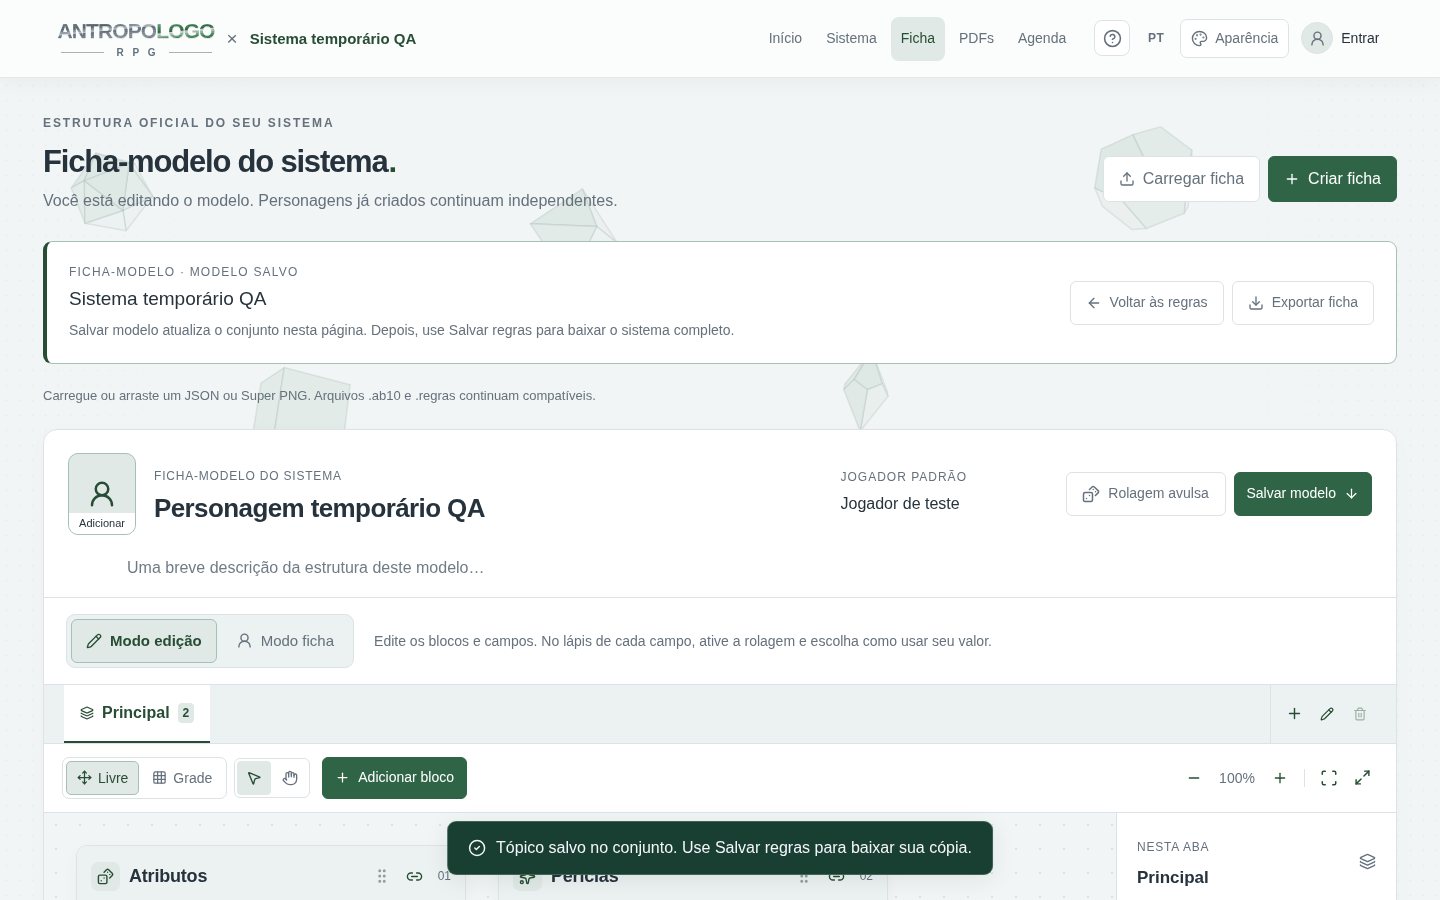 ANTROPOLOGO
RPG
× Sistema temporário QA
Início
Sistema
Ficha
PDFs
Agenda
PT
Aparência
Entrar
ESTRUTURA OFICIAL DO SEU SISTEMA
Ficha-modelo do sistema.
Você está editando o modelo. Personagens já criados continuam independentes.
Carregar ficha
Criar ficha
FICHA-MODELO · MODELO SALVO
Sistema temporário QA
Salvar modelo atualiza o conjunto nesta página. Depois, use Salvar regras para baixar o sistema completo.
Voltar às regras
Exportar ficha
Carregue ou arraste um JSON ou Super PNG. Arquivos .ab10 e .regras continuam compatíveis.
Adicionar
FICHA-MODELO DO SISTEMA
Personagem temporário QA
JOGADOR PADRÃO
Jogador de teste
Rolagem avulsa
Salvar modelo
Uma breve descrição da estrutura deste modelo…
Modo edição
Modo ficha
Edite os blocos e campos. No lápis de cada campo, ative a rolagem e escolha como usar seu valor.
Principal 2
Livre
Grade
Adicionar bloco
100%
Tópico salvo no conjunto. Use Salvar regras para baixar sua cópia.
Atributos
01
Perícias
02
NESTA ABA
Principal